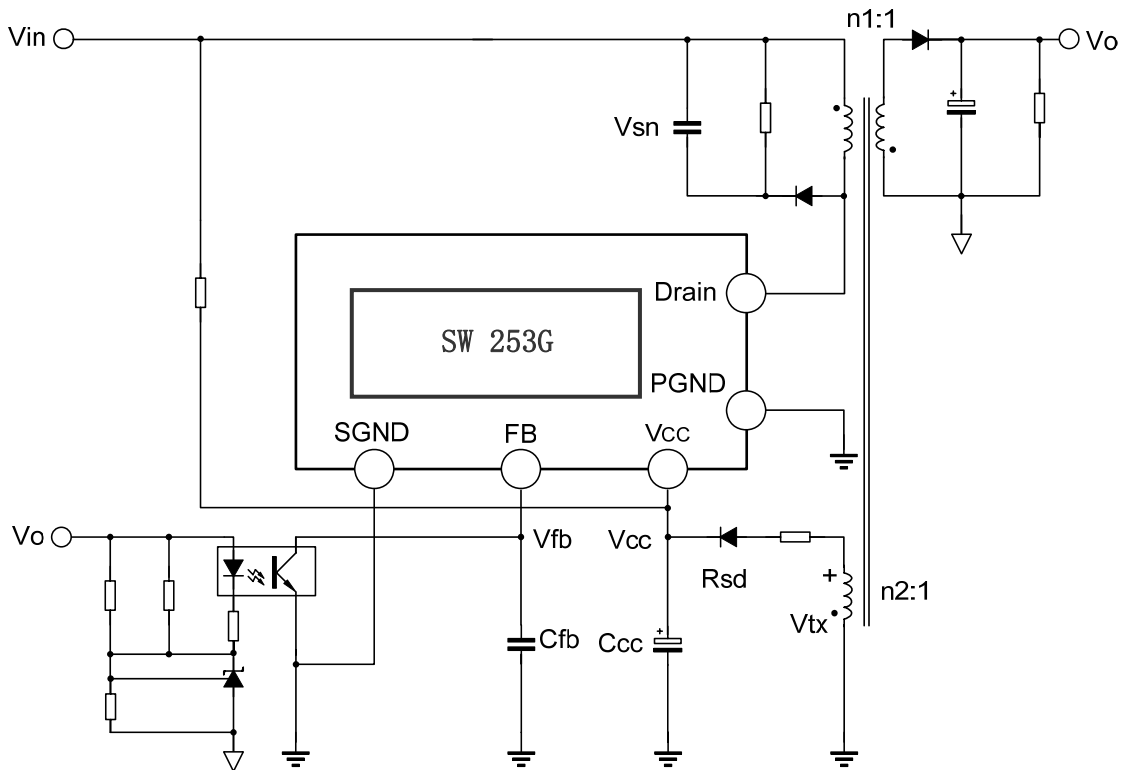 n1:1
Vin
Vo
Vsn
Drain
SW 253G
PGND
SGND
FB
Vcc
Vo
Vfb
Vcc
Rsd
+
n2:1
Vtx
Cfb
Ccc
+
+